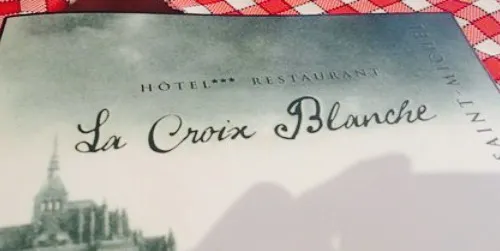 HÔTEL*** RESTAURANT
La Croix Blanche
SAINT-MICHEL